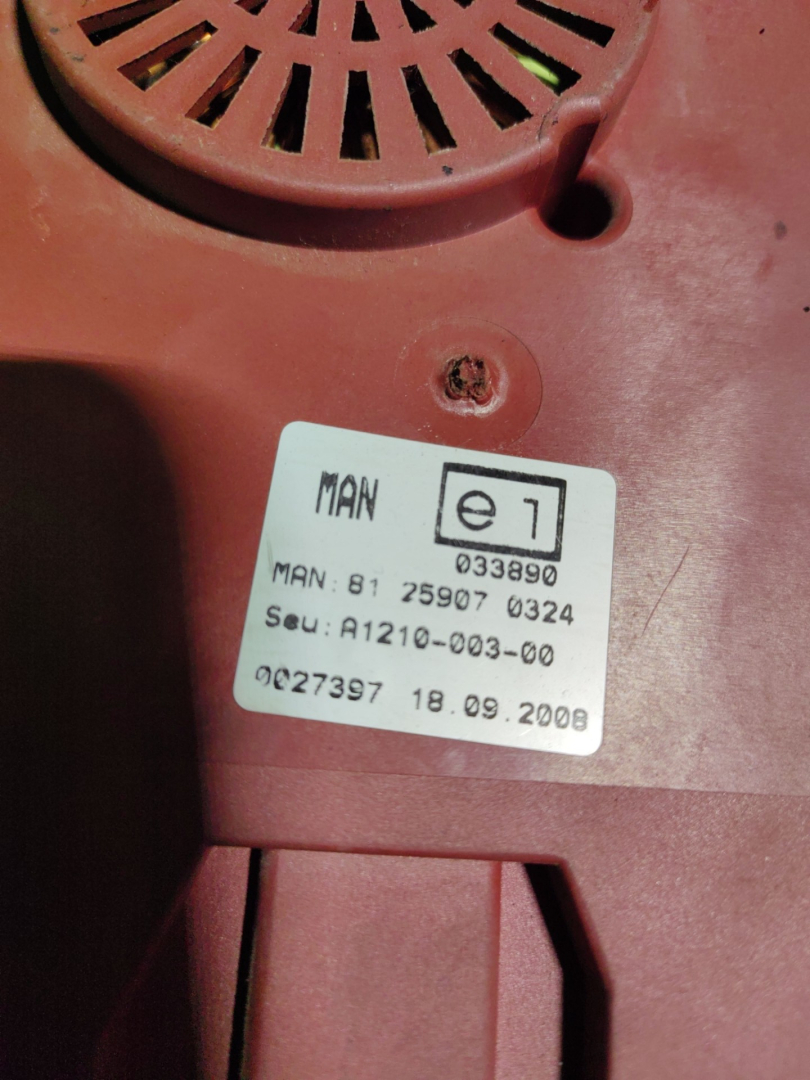 MAN e1
033890
MAN: 81 25907 0324
Seu: A1210-003-00
0027397 18.09.2008